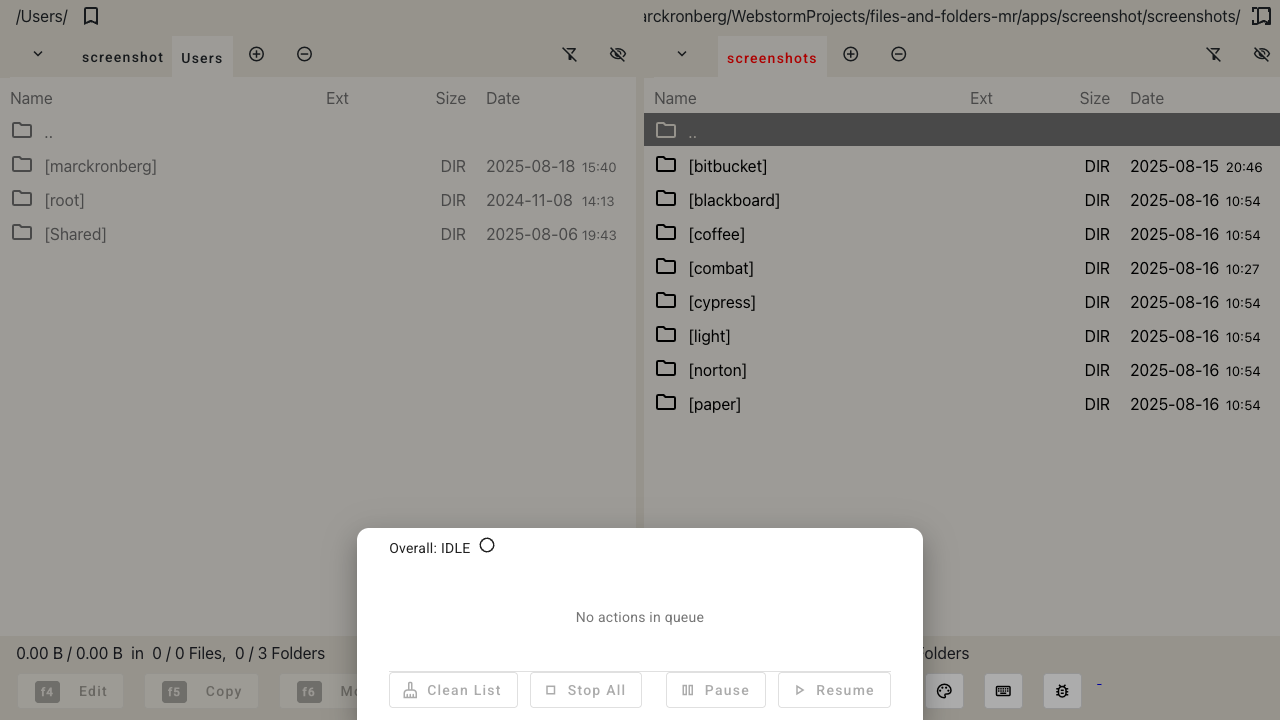 /Users/
arckronberg/WebstormProjects/files-and-folders-mr/apps/screenshot/screenshots/
screenshot Users
screenshots
Name Ext Size Date
..
[marckronberg] DIR 2025-08-18 15:40
[root] DIR 2024-11-08 14:13
[Shared] DIR 2025-08-06 19:43
Name Ext Size Date
..
[bitbucket] DIR 2025-08-15 20:46
[blackboard] DIR 2025-08-16 10:54
[coffee] DIR 2025-08-16 10:54
[combat] DIR 2025-08-16 10:27
[cypress] DIR 2025-08-16 10:54
[light] DIR 2025-08-16 10:54
[norton] DIR 2025-08-16 10:54
[paper] DIR 2025-08-16 10:54
Overall: IDLE
No actions in queue
Clean List Stop All Pause Resume
0.00 B / 0.00 B in 0 / 0 Files, 0 / 3 Folders
olders
f4 Edit f5 Copy f6 Mo